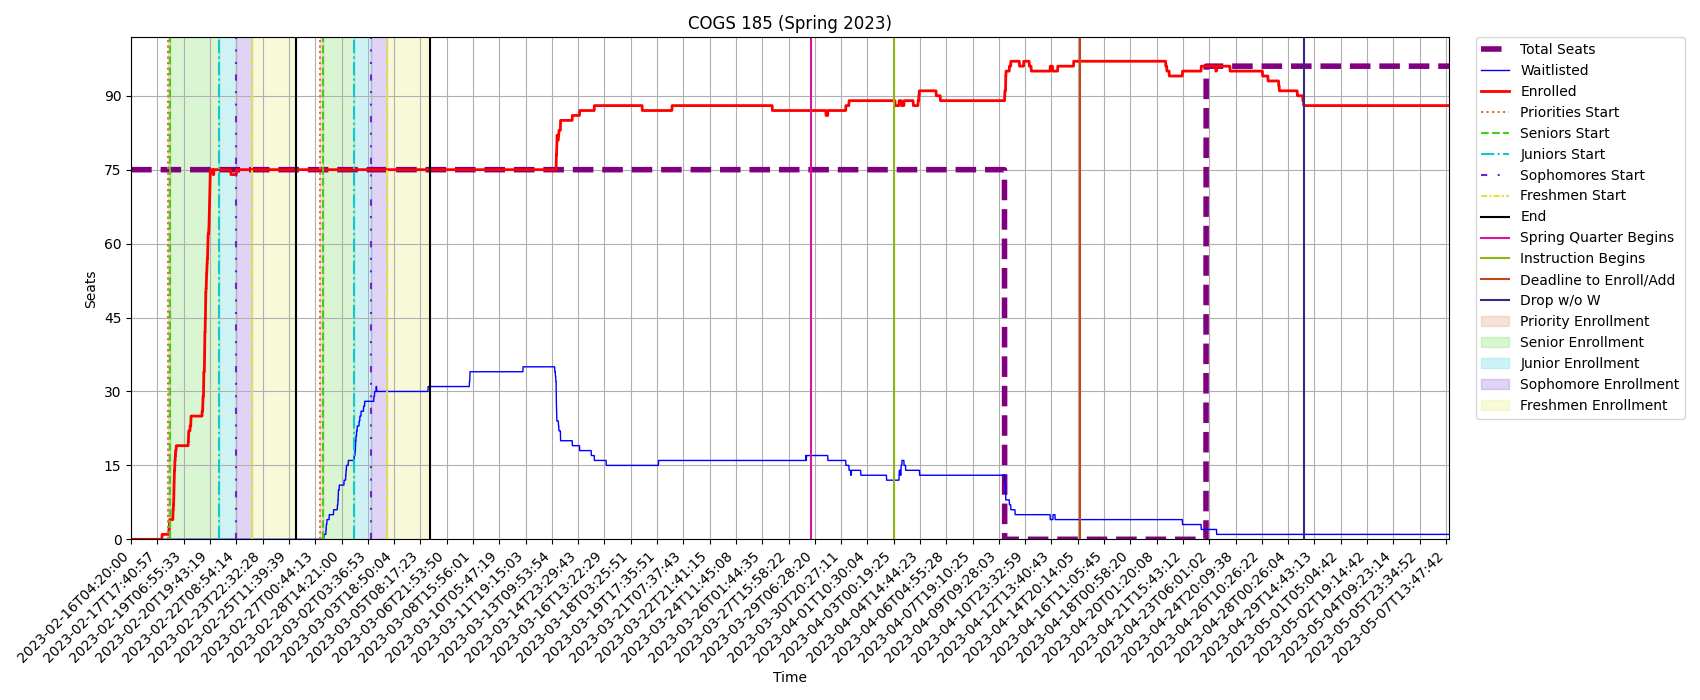 COGS 185 (Spring 2023)
Seats
90
75
60
45
30
15
0
2023-02-16T04:20:00
2023-02-17T17:40:57
2023-02-19T06:55:33
2023-02-20T19:43:19
2023-02-22T08:54:14
2023-02-23T22:32:28
2023-02-25T11:39:39
2023-02-27T00:44:13
2023-02-28T14:21:00
2023-03-02T03:36:53
2023-03-03T18:50:04
2023-03-05T08:17:23
2023-03-06T21:53:50
2023-03-08T15:56:01
2023-03-10T05:47:19
2023-03-11T19:15:03
2023-03-13T09:53:54
2023-03-14T23:29:43
2023-03-16T13:22:29
2023-03-18T03:25:51
2023-03-19T17:35:51
2023-03-21T07:37:43
2023-03-22T21:41:15
2023-03-24T11:45:08
2023-03-26T01:44:35
2023-03-27T15:58:22
2023-03-29T06:28:20
2023-03-30T20:27:11
2023-04-01T10:30:04
2023-04-03T00:19:25
2023-04-04T14:44:23
2023-04-06T04:55:28
2023-04-07T19:10:25
2023-04-09T09:28:03
2023-04-10T23:32:59
2023-04-12T13:40:43
2023-04-14T20:14:05
2023-04-16T11:05:45
2023-04-18T00:58:20
2023-04-20T01:20:08
2023-04-21T15:43:12
2023-04-23T06:01:02
2023-04-24T20:09:38
2023-04-26T10:26:22
2023-04-28T00:26:04
2023-04-29T14:43:13
2023-05-01T05:04:42
2023-05-02T19:14:42
2023-05-04T09:23:14
2023-05-05T23:34:52
2023-05-07T13:47:42
Time
Total Seats
Waitlisted
Enrolled
Priorities Start
Seniors Start
Juniors Start
Sophomores Start
Freshmen Start
End
Spring Quarter Begins
Instruction Begins
Deadline to Enroll/Add
Drop w/o W
Priority Enrollment
Senior Enrollment
Junior Enrollment
Sophomore Enrollment
Freshmen Enrollment